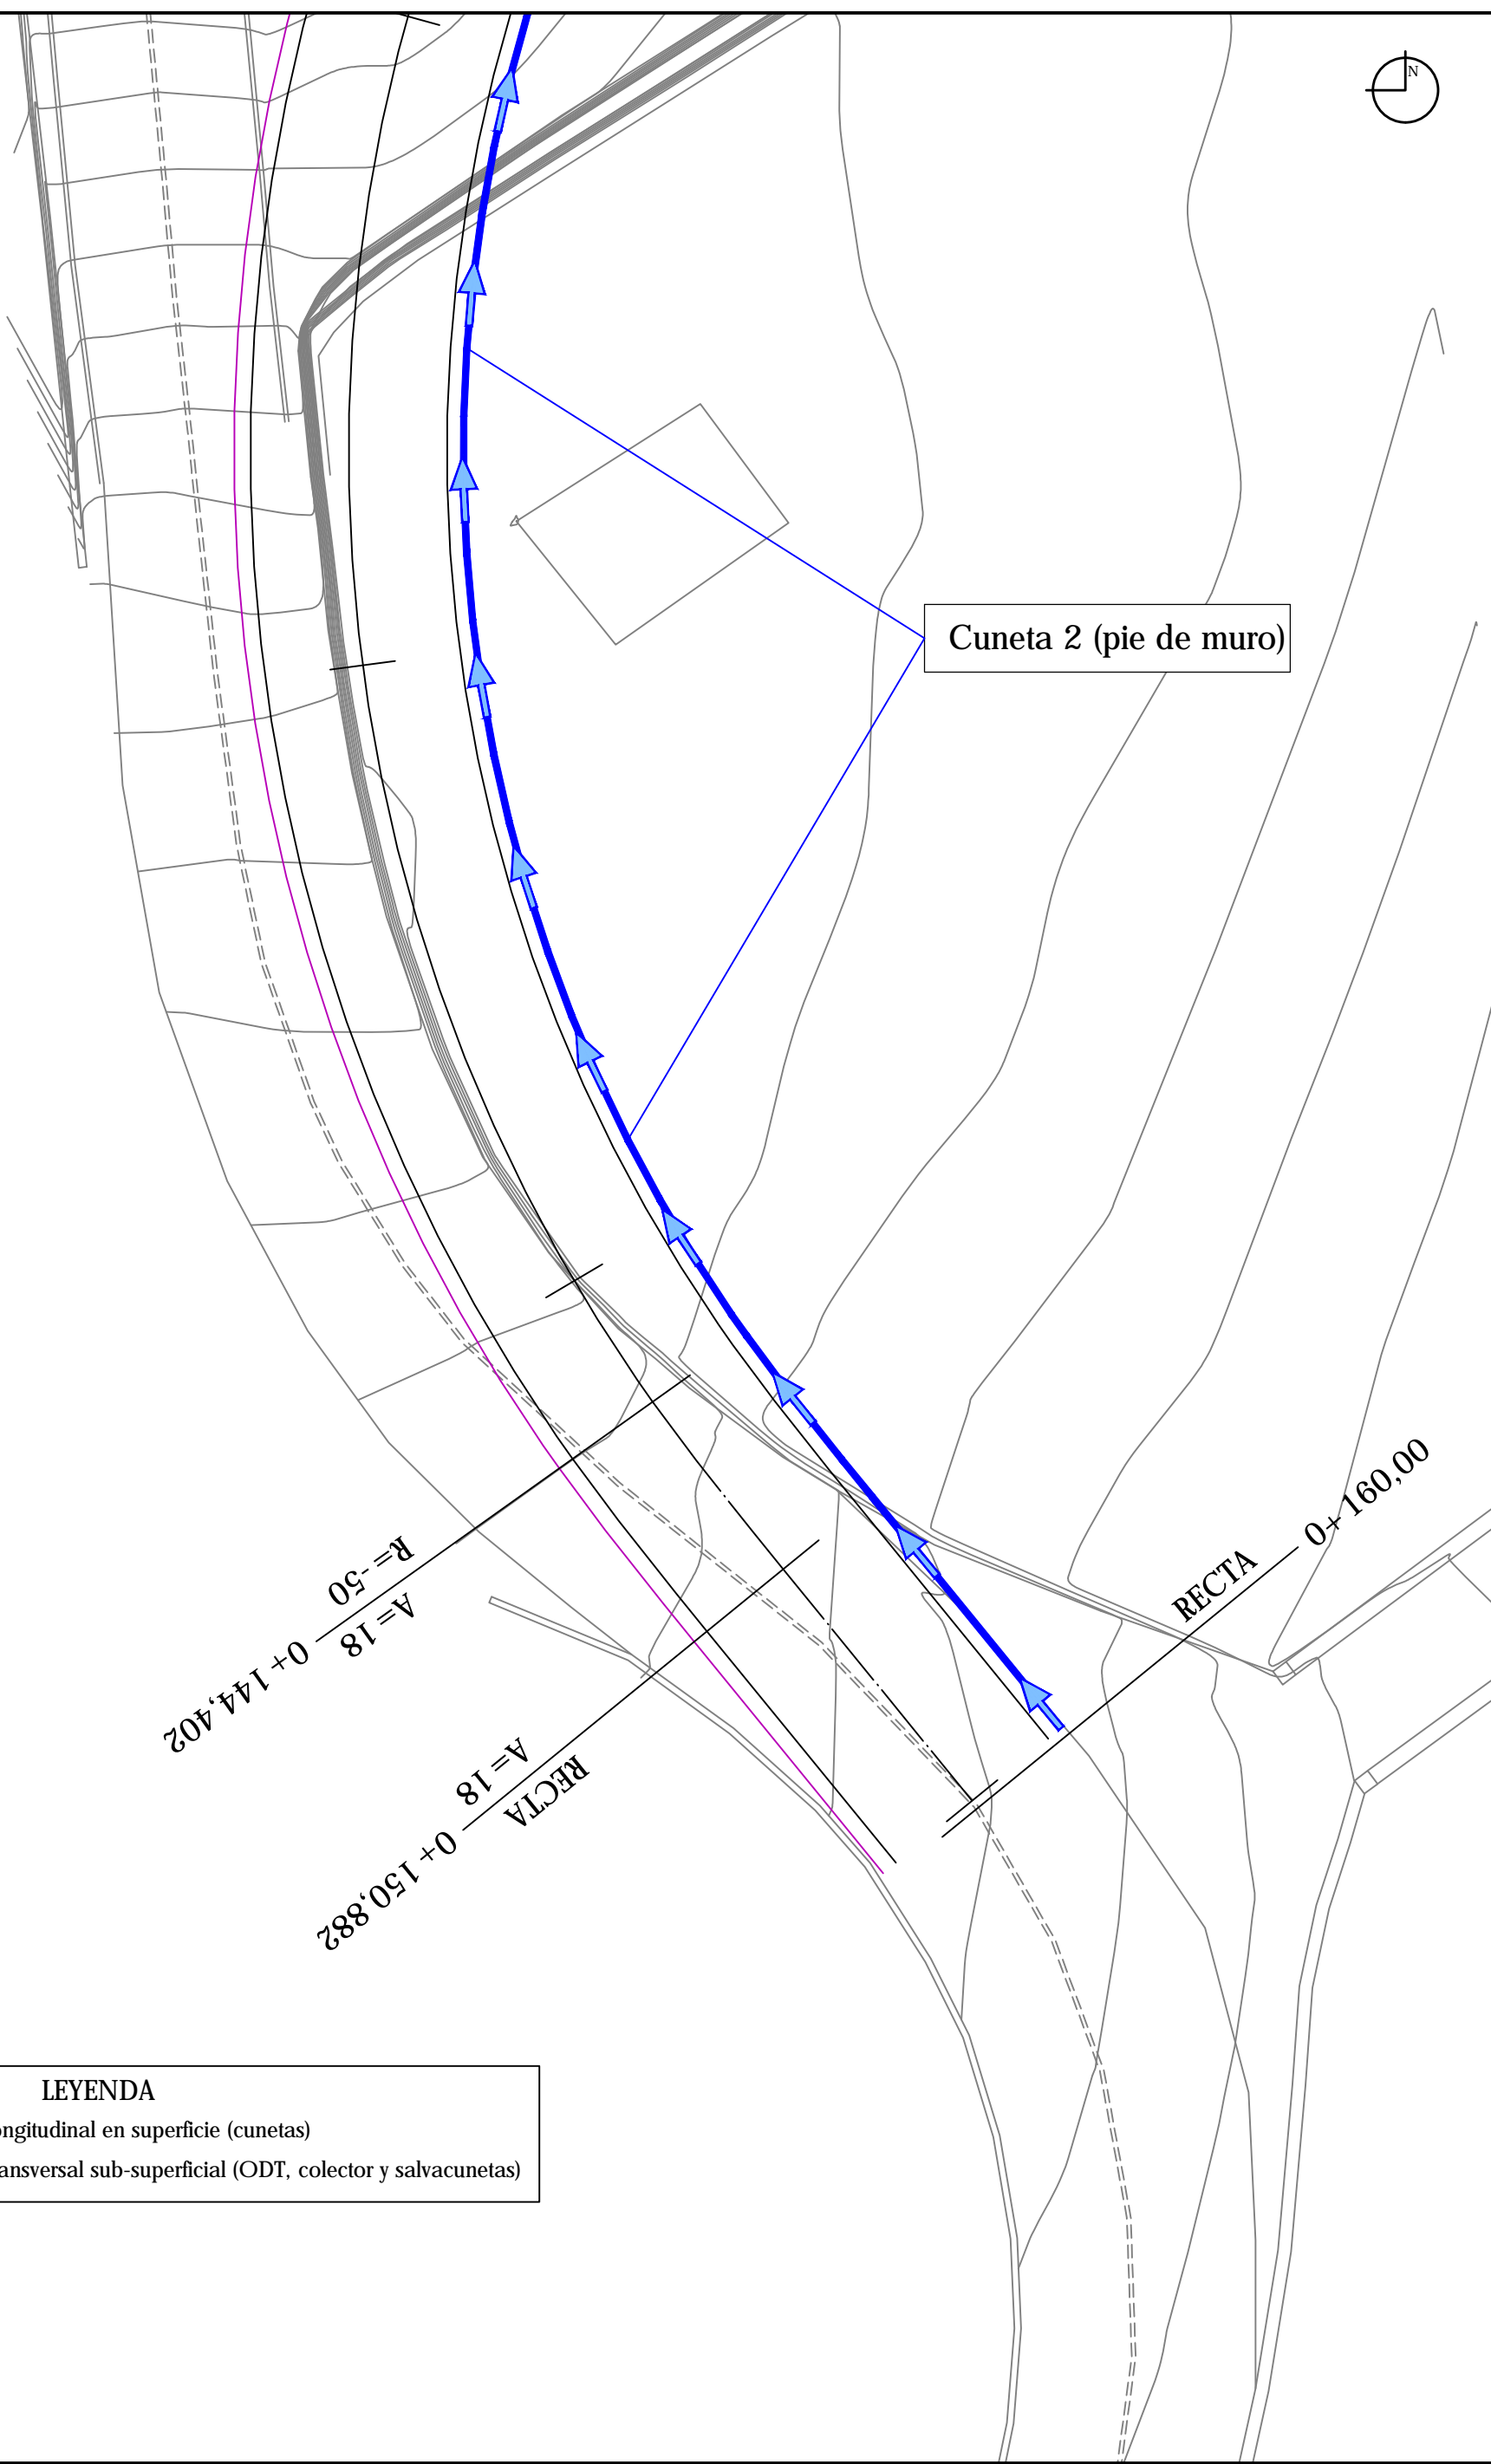 N
Cuneta 2 (pie de muro)
RECTA
0+160,00
R=-50
0+144,402
A=18
A=18
0+150,882
RECTA
LEYENDA
ngitudinal en superficie (cunetas)
ansversal sub-superficial (ODT, colector y salvacunetas)